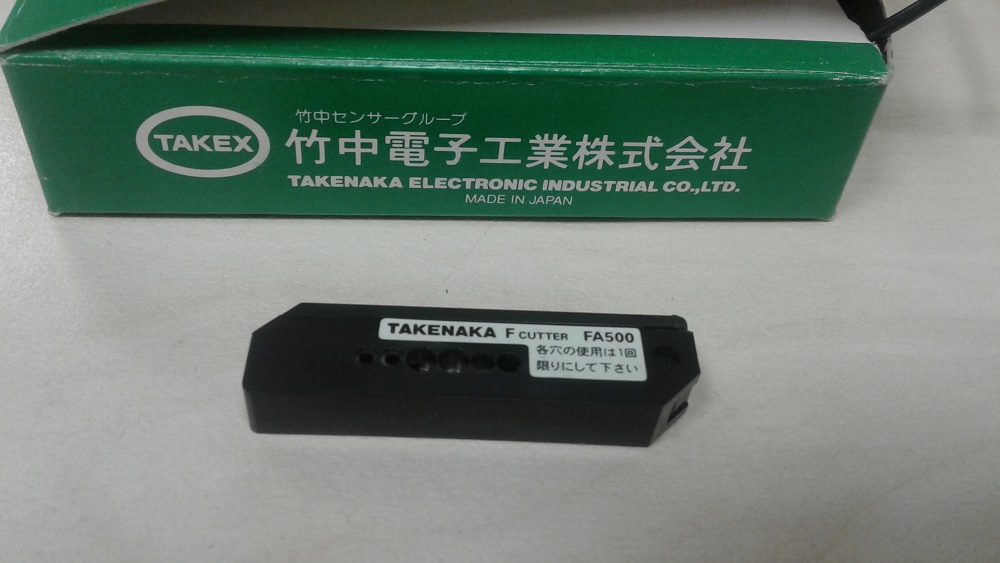 TAKEX
竹中センサーグループ
竹中電子工業株式会社
TAKENAKA ELECTRONIC INDUSTRIAL CO.,LTD.
MADE IN JAPAN
TAKENAKA F CUTTER FA500
各穴の使用は1回
限りにして下さい